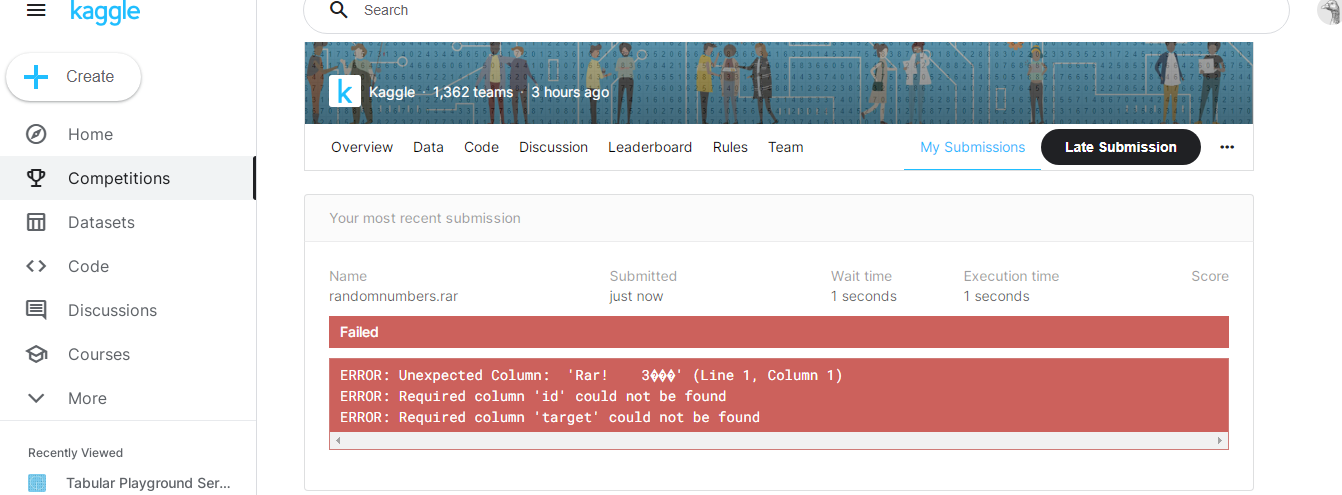 kaggle
Search
Create
Home
Competitions
Datasets
Code
Discussions
Courses
More
Recently Viewed
Tabular Playground Ser...
k
Kaggle · 1,362 teams · 3 hours ago
Overview Data Code Discussion Leaderboard Rules Team My Submissions Late Submission
Your most recent submission
Name Submitted Wait time Execution time Score
randomnumbers.rar just now 1 seconds 1 seconds
Failed
ERROR: Unexpected Column: 'Rar! 3���' (Line 1, Column 1)
ERROR: Required column 'id' could not be found
ERROR: Required column 'target' could not be found